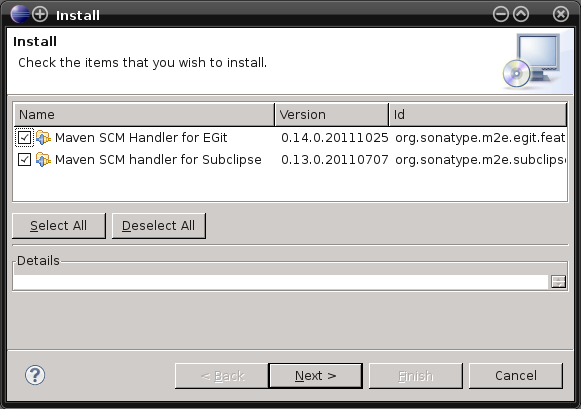 Install
Install
Check the items that you wish to install.
Name Version Id
Maven SCM Handler for EGit 0.14.0.20111025 org.sonatype.m2e.egit.feat
Maven SCM handler for Subclipse 0.13.0.20110707 org.sonatype.m2e.subclips
Select All Deselect All
Details
< Back Next > Finish Cancel